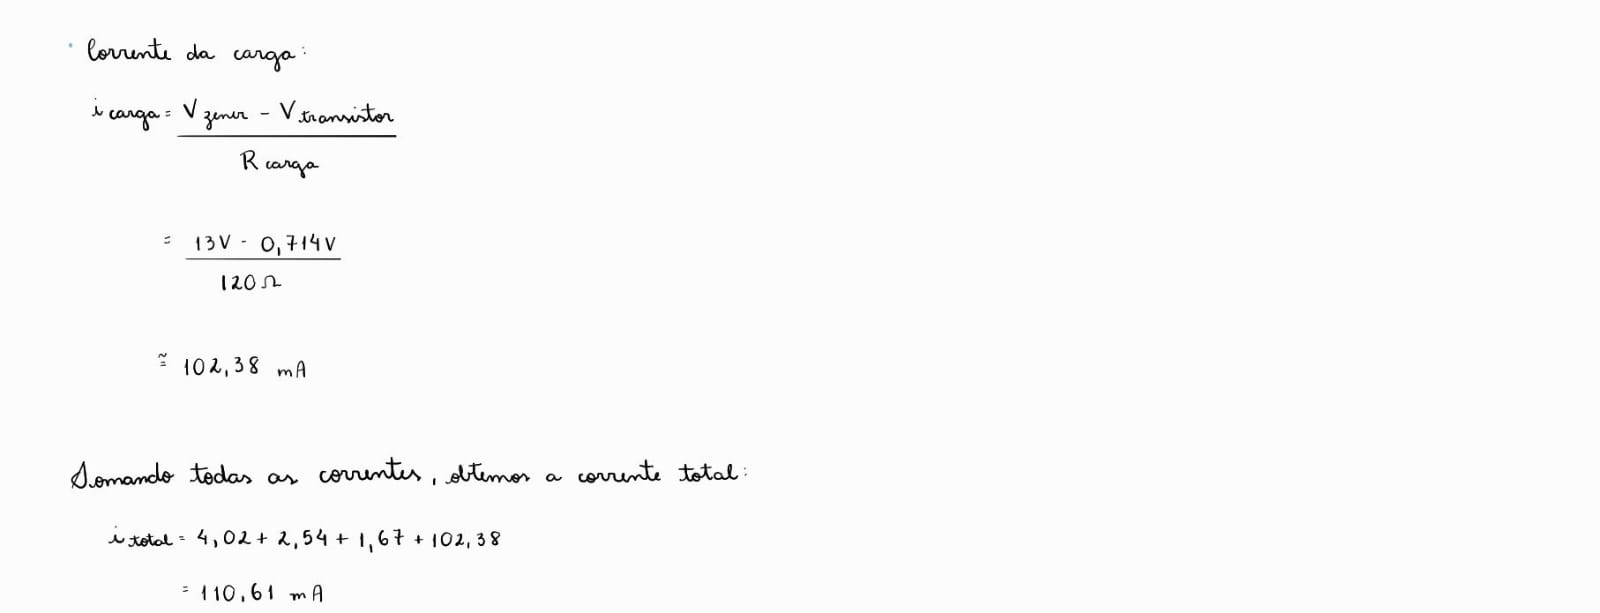 · Corrente da carga:
i carga = V zener - V transistor
R carga
= 13V - 0,714V
120Ω
≅ 102,38 mA
Somando todas as correntes, obtemos a corrente total:
i total = 4,02 + 2,54 + 1,67 + 102,38
= 110,61 mA